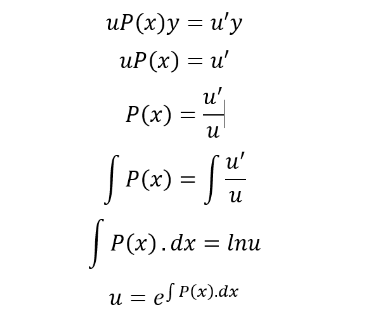 uP(x)y = u'y
uP(x) = u'
P(x) = u'/u
∫ P(x) = ∫ u'/u
∫ P(x).dx = lnu
u = e^∫ P(x).dx